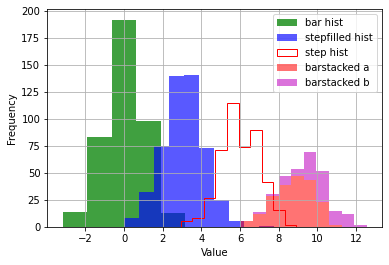 200
175
150
125
100
75
50
25
0
Frequency
−2
0
2
4
6
8
10
12
Value
bar hist
stepfilled hist
step hist
barstacked a
barstacked b